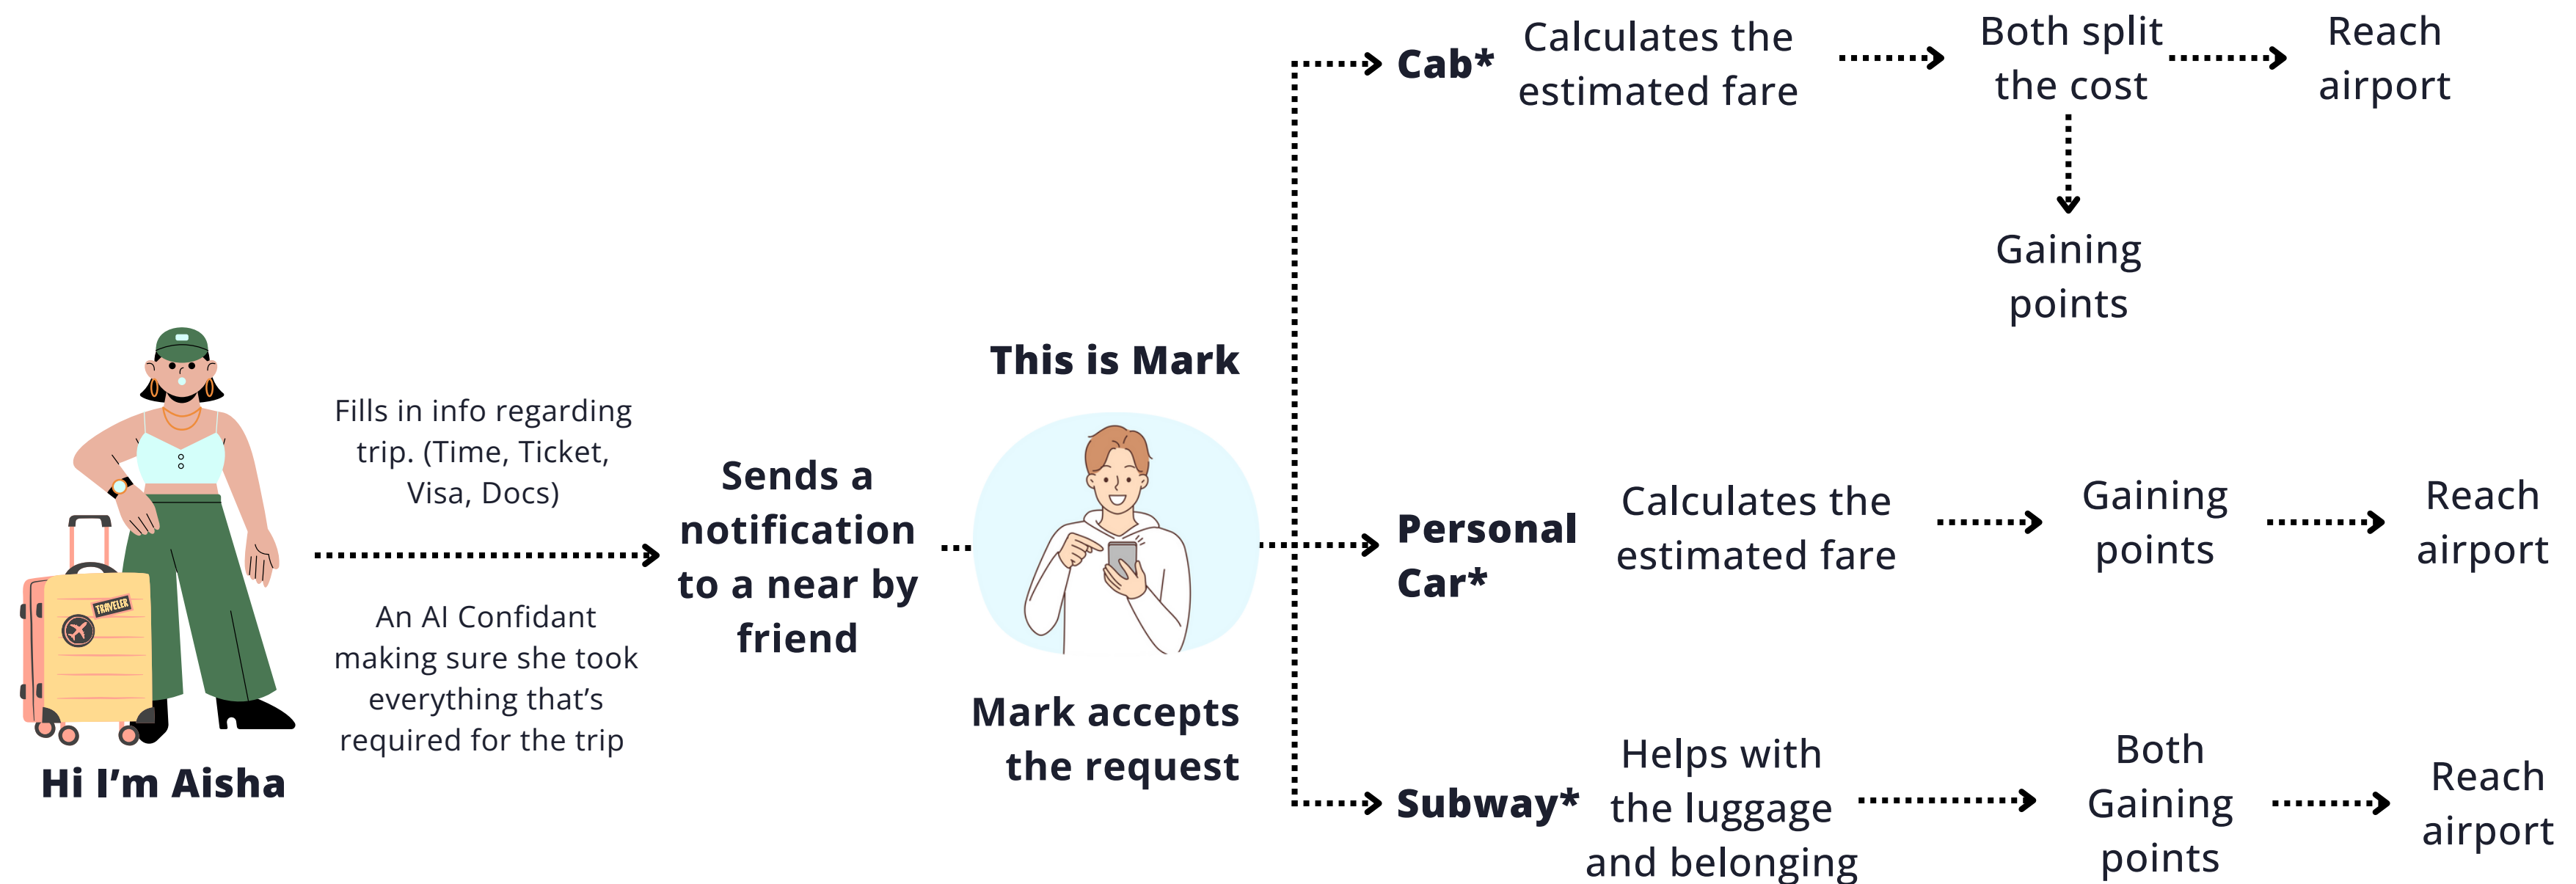 Hi I’m Aisha
TRAVELER
Fills in info regarding
trip. (Time, Ticket,
Visa, Docs)
An AI Confidant
making sure she took
everything that’s
required for the trip
Sends a
notification
to a near by
friend
This is Mark
Mark accepts
the request
Cab*
Calculates the
estimated fare
Both split
the cost
Gaining
points
Reach
airport
Personal
Car*
Calculates the
estimated fare
Gaining
points
Reach
airport
Subway*
Helps with
the luggage
and belonging
Both
Gaining
points
Reach
airport